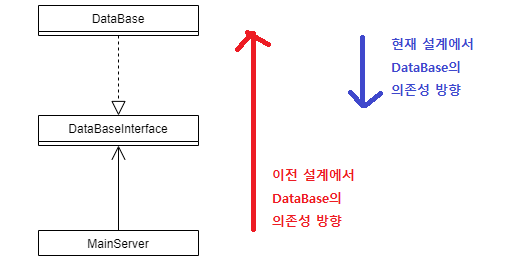 DataBase
현재 설계에서
DataBase의
의존성 방향
DataBaseInterface
이전 설계에서
DataBase의
의존성 방향
MainServer